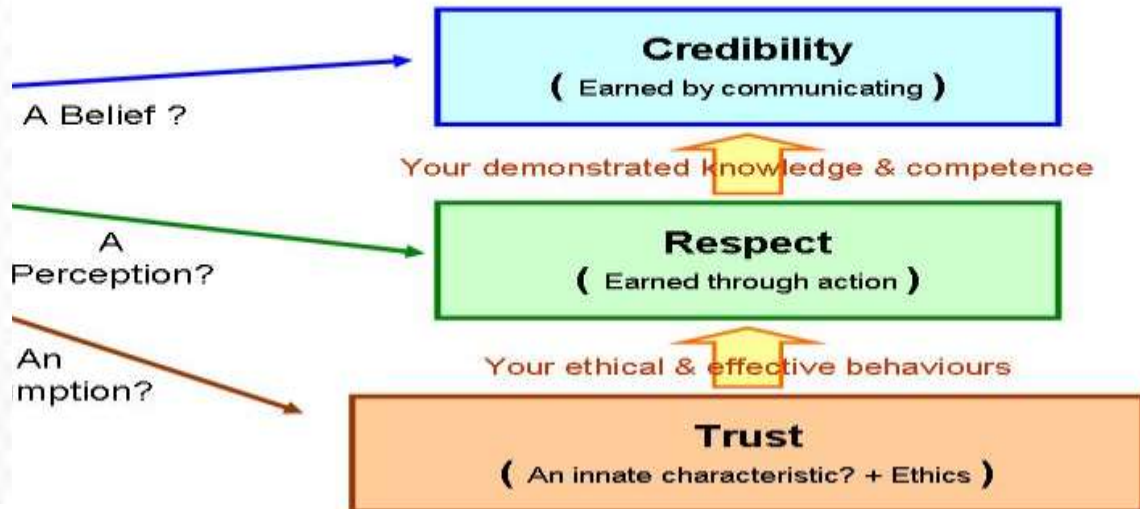 Credibility
( Earned by communicating )
A Belief ?
Your demonstrated knowledge & competence
Respect
( Earned through action )
A
Perception?
Your ethical & effective behaviours
An
mption?
Trust
( An innate characteristic? + Ethics )